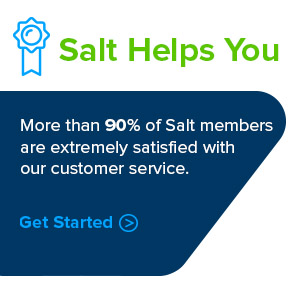 Salt Helps You
More than 90% of Salt members
are extremely satisfied with
our customer service.
Get Started